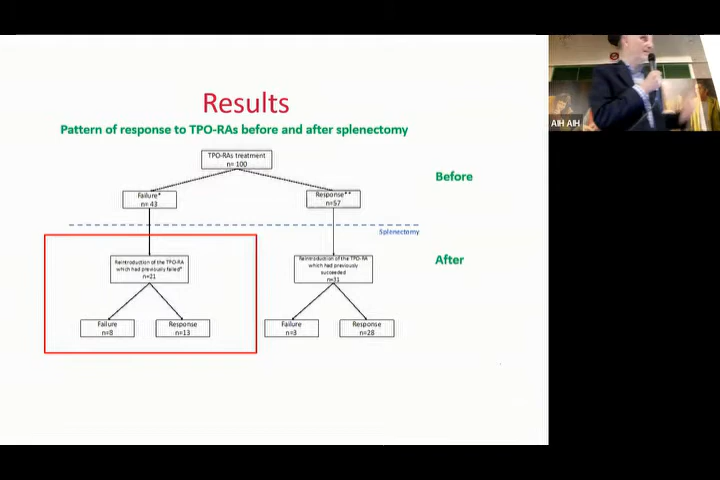 Results
Pattern of response to TPO-RAs before and after splenectomy
TPO-RAs treatment
n= 100
Before
Failure*
n= 43
Response**
n=57
Splenectomy
After
Reintroduction of the TPO-RA
which had previously failed*
n=21
Reintroduction of the TPO-RA
which had previously
succeeded
n=31
Failure
n=8
Response
n=13
Failure
n=3
Response
n=28
AIH AIH